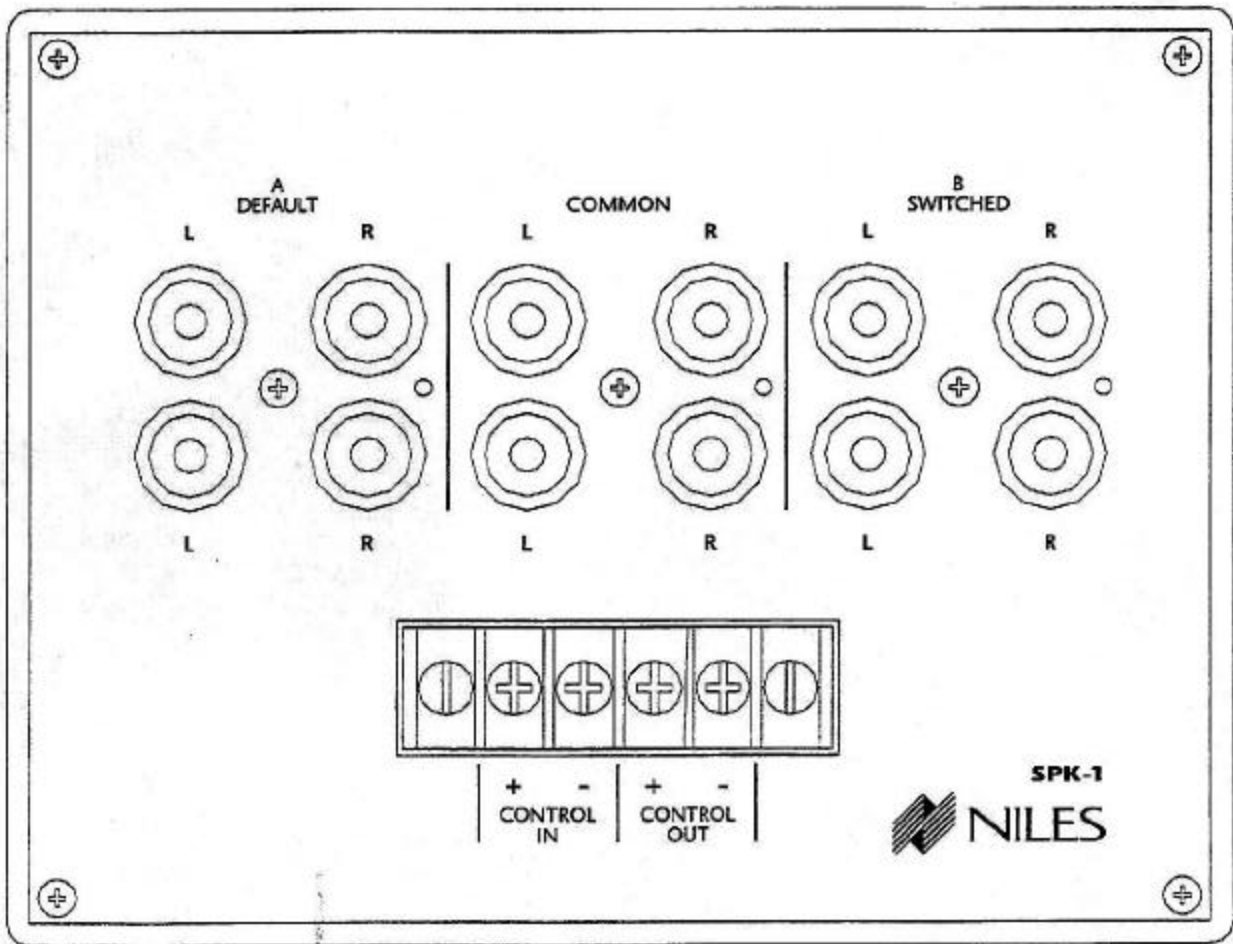 A
DEFAULT
COMMON
B
SWITCHED
L R L R L R
L R L R L R
+ - + -
CONTROL
IN
CONTROL
OUT
SPK-1
NILES